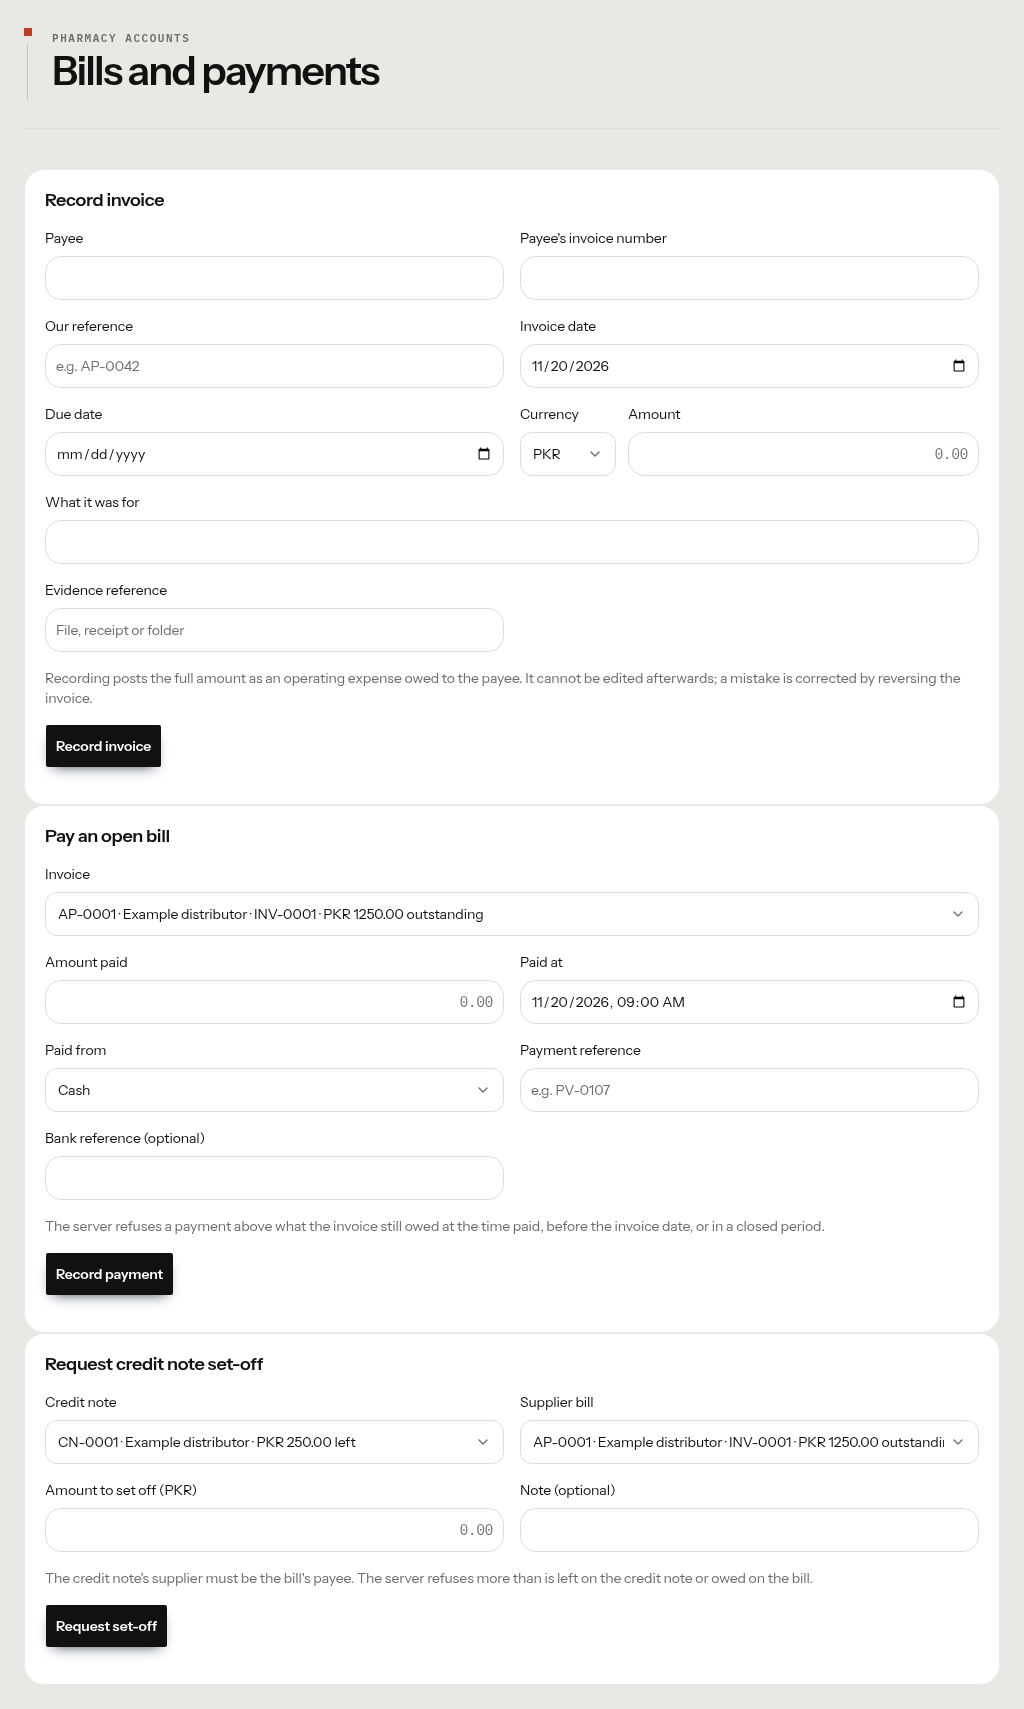 PHARMACY ACCOUNTS
Bills and payments
Record invoice
Payee
Payee's invoice number
Our reference
Invoice date
e.g. AP-0042
11/20/2026
Due date
Currency
Amount
mm/dd/yyyy
PKR
0.00
What it was for
Evidence reference
File, receipt or folder
Recording posts the full amount as an operating expense owed to the payee. It cannot be edited afterwards; a mistake is corrected by reversing the
invoice.
Record invoice
Pay an open bill
Invoice
AP-0001 · Example distributor · INV-0001 · PKR 1250.00 outstanding
Amount paid
Paid at
0.00
11/20/2026, 09:00 AM
Paid from
Payment reference
Cash
e.g. PV-0107
Bank reference (optional)
The server refuses a payment above what the invoice still owed at the time paid, before the invoice date, or in a closed period.
Record payment
Request credit note set-off
Credit note
Supplier bill
CN-0001 · Example distributor · PKR 250.00 left
AP-0001 · Example distributor · INV-0001 · PKR 1250.00 outstandi
Amount to set off (PKR)
Note (optional)
0.00
The credit note's supplier must be the bill's payee. The server refuses more than is left on the credit note or owed on the bill.
Request set-off